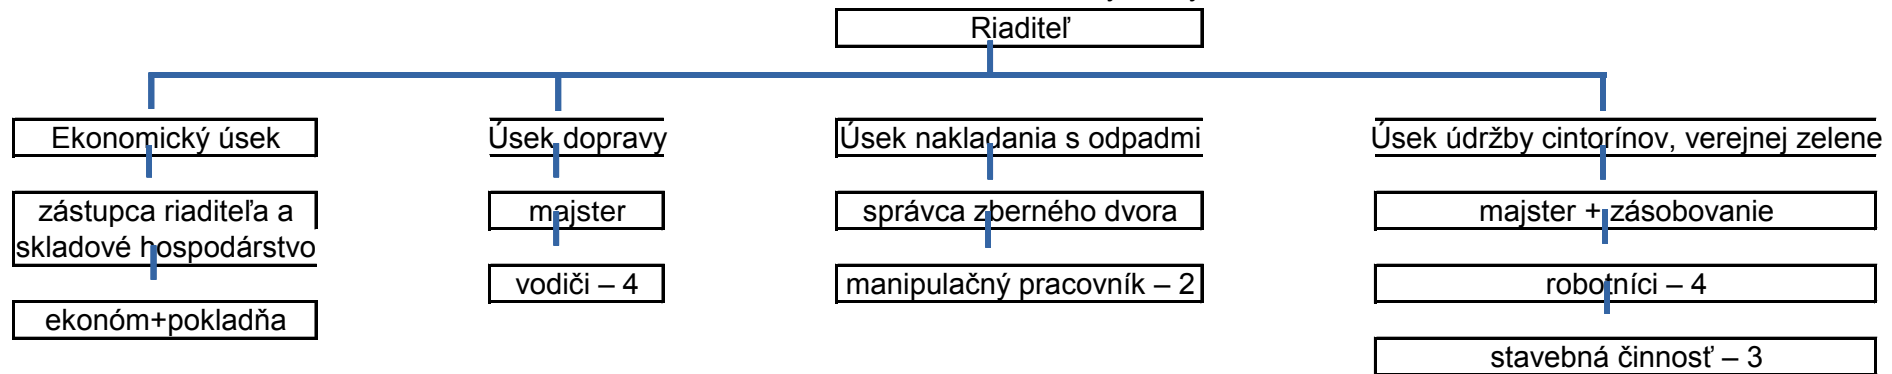 Riaditeľ
Ekonomický úsek
zástupca riaditeľa a
skladové hospodárstvo
ekonóm+pokladňa
Úsek dopravy
majster
vodiči – 4
Úsek nakladania s odpadmi
správca zberného dvora
manipulačný pracovník – 2
Úsek údržby cintorínov, verejnej zelene
majster + zásobovanie
robotníci – 4
stavebná činnosť – 3